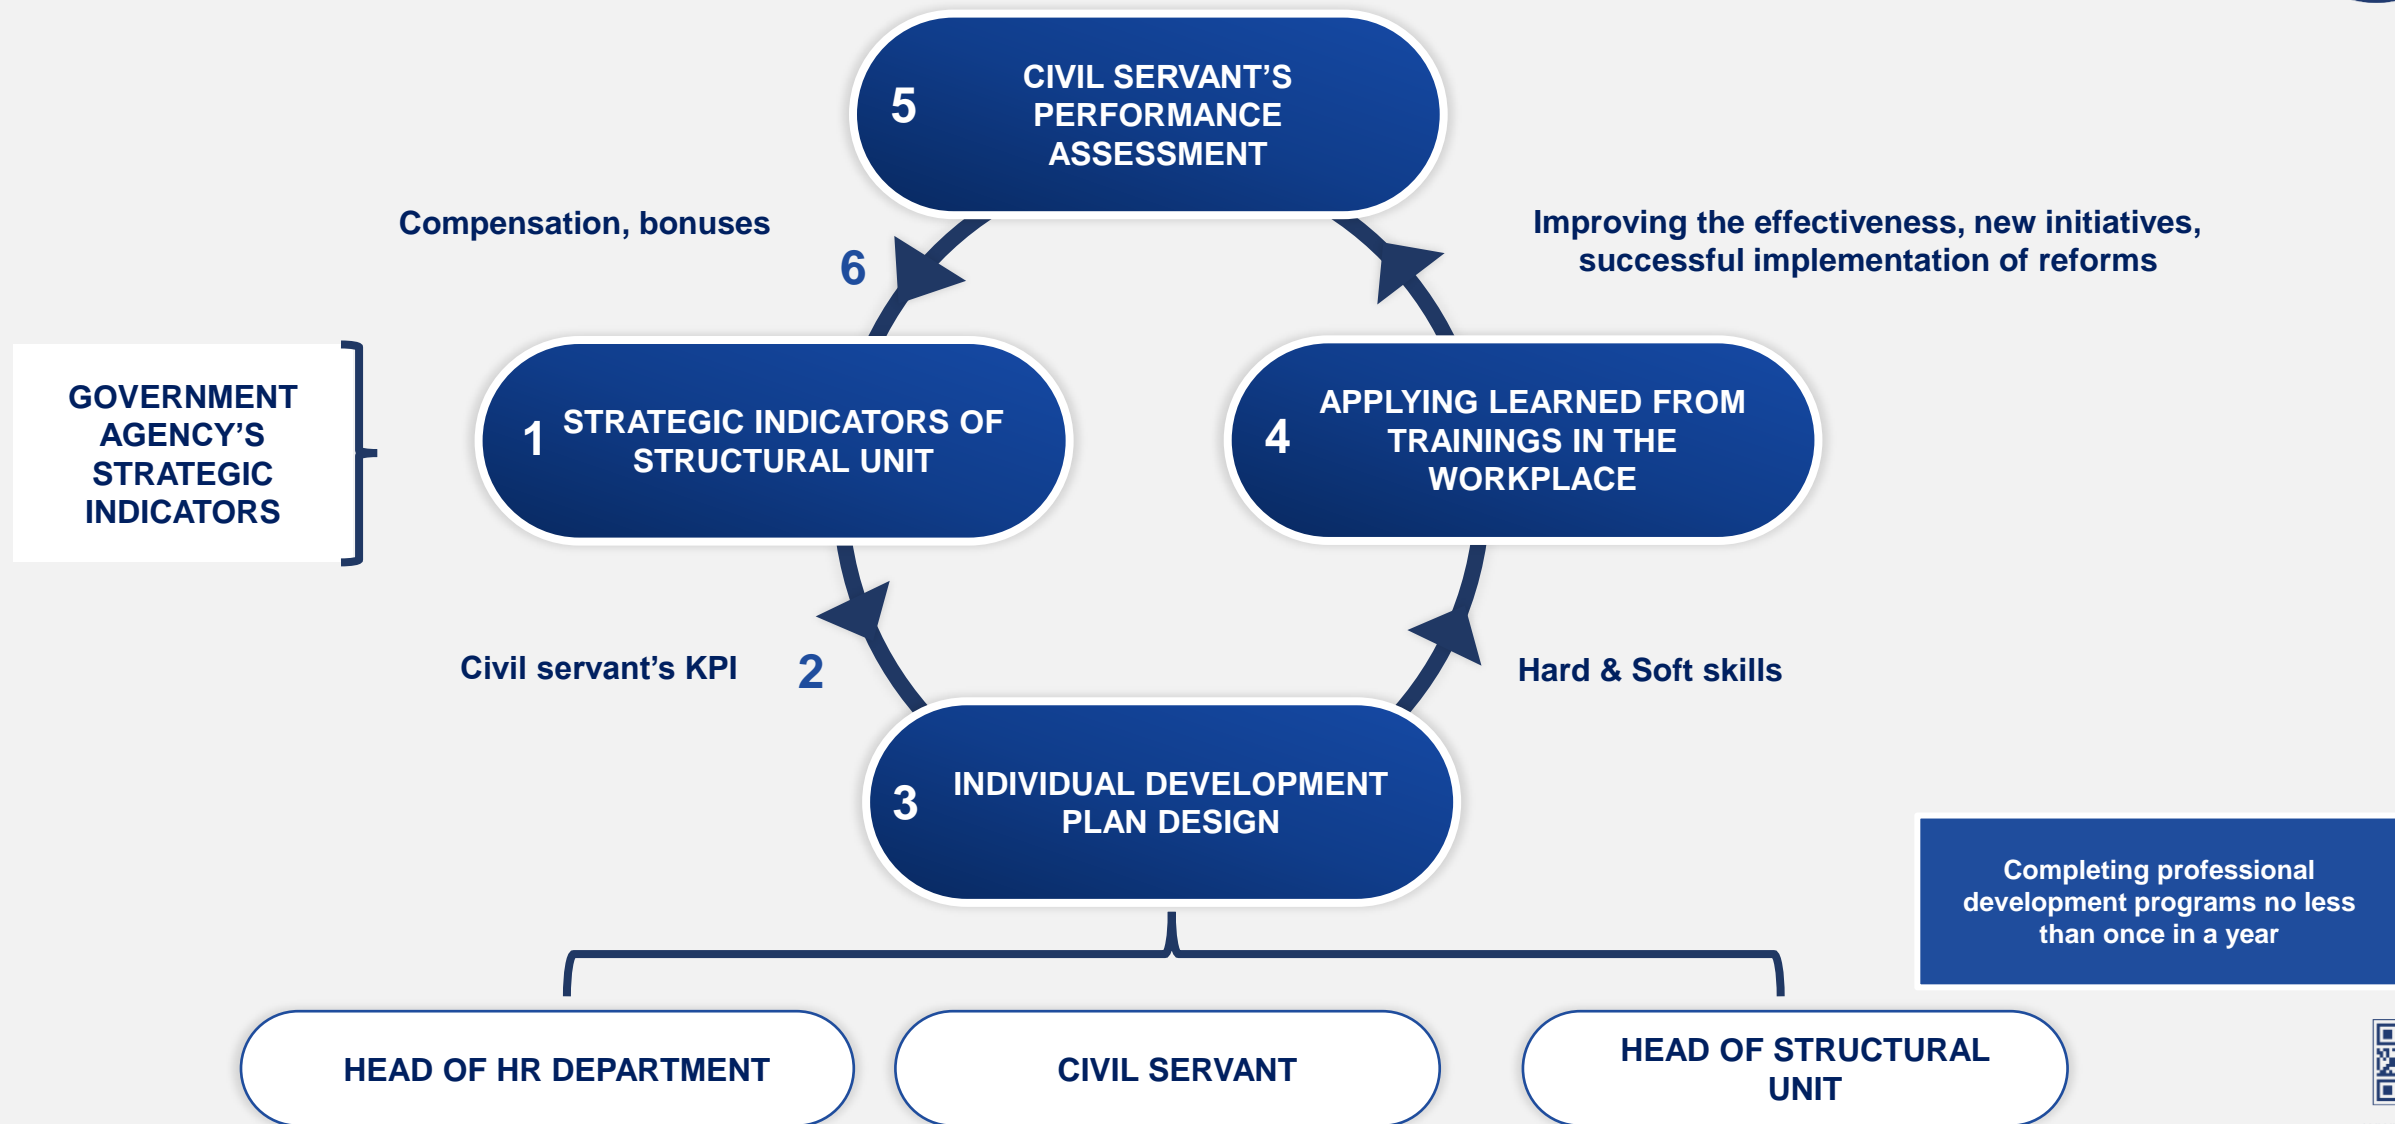 5
CIVIL SERVANT’S
PERFORMANCE
ASSESSMENT
Compensation, bonuses
6
Improving the effectiveness, new initiatives,
successful implementation of reforms
GOVERNMENT
AGENCY’S
STRATEGIC
INDICATORS
1
STRATEGIC INDICATORS OF
STRUCTURAL UNIT
4
APPLYING LEARNED FROM
TRAININGS IN THE
WORKPLACE
Civil servant’s KPI
2
Hard & Soft skills
3
INDIVIDUAL DEVELOPMENT
PLAN DESIGN
Completing professional
development programs no less
than once in a year
HEAD OF HR DEPARTMENT
CIVIL SERVANT
HEAD OF STRUCTURAL
UNIT